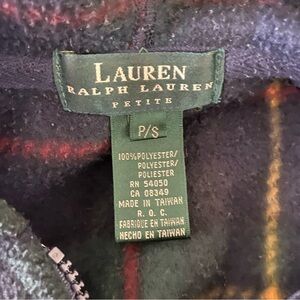 LAUREN
RALPH LAUREN
PETITE
P/S
100%POLYESTER/
POLYESTER/
POLIESTER
RN 54050
CA 08349
MADE IN TAIWAN
R. O. C.
FABRIQUE EN TAIWAN
HECHO EN TAIWAN